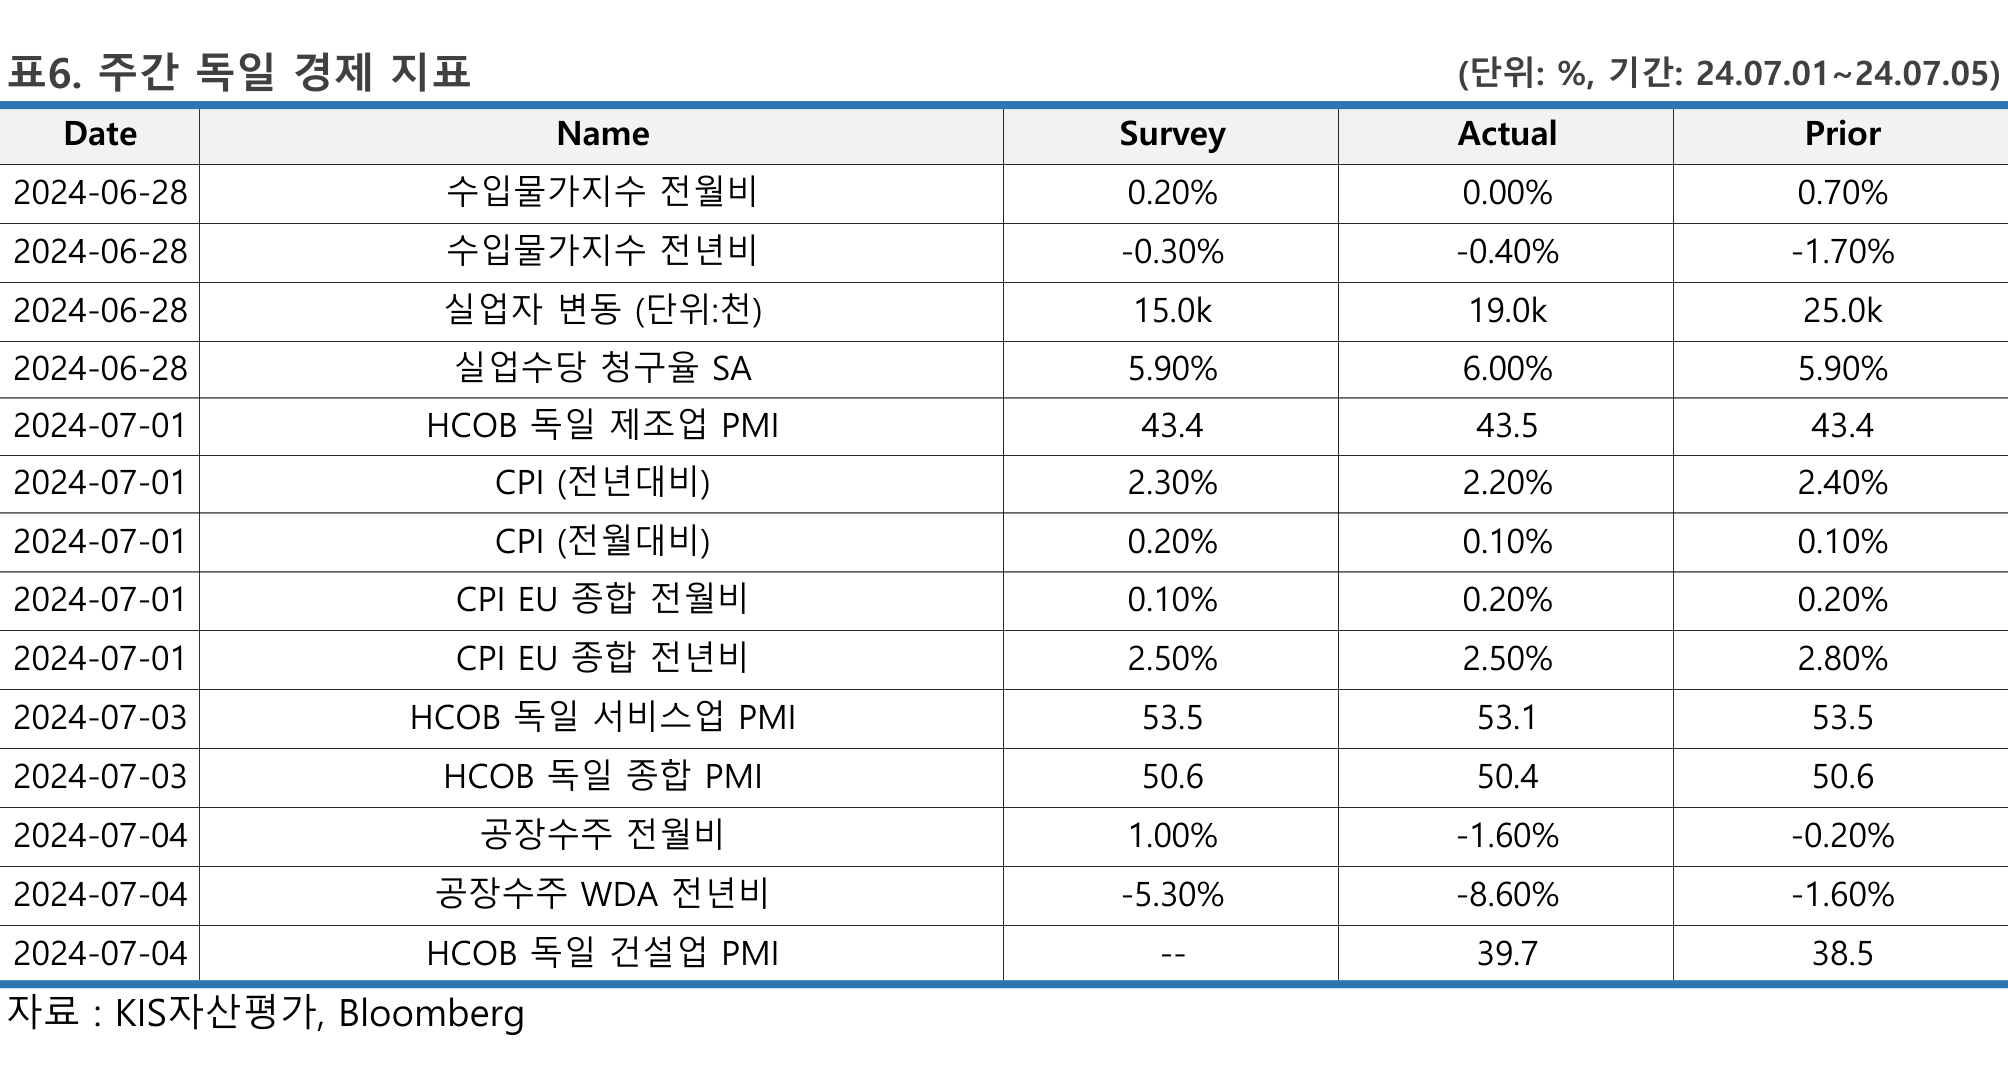 표6. 주간 독일 경제 지표 (단위: %, 기간: 24.07.01~24.07.05)
Date Name Survey Actual Prior
2024-06-28 수입물가지수 전월비 0.20% 0.00% 0.70%
2024-06-28 수입물가지수 전년비 -0.30% -0.40% -1.70%
2024-06-28 실업자 변동 (단위:천) 15.0k 19.0k 25.0k
2024-06-28 실업수당 청구율 SA 5.90% 6.00% 5.90%
2024-07-01 HCOB 독일 제조업 PMI 43.4 43.5 43.4
2024-07-01 CPI (전년대비) 2.30% 2.20% 2.40%
2024-07-01 CPI (전월대비) 0.20% 0.10% 0.10%
2024-07-01 CPI EU 종합 전월비 0.10% 0.20% 0.20%
2024-07-01 CPI EU 종합 전년비 2.50% 2.50% 2.80%
2024-07-03 HCOB 독일 서비스업 PMI 53.5 53.1 53.5
2024-07-03 HCOB 독일 종합 PMI 50.6 50.4 50.6
2024-07-04 공장수주 전월비 1.00% -1.60% -0.20%
2024-07-04 공장수주 WDA 전년비 -5.30% -8.60% -1.60%
2024-07-04 HCOB 독일 건설업 PMI -- 39.7 38.5
자료 : KIS자산평가, Bloomberg